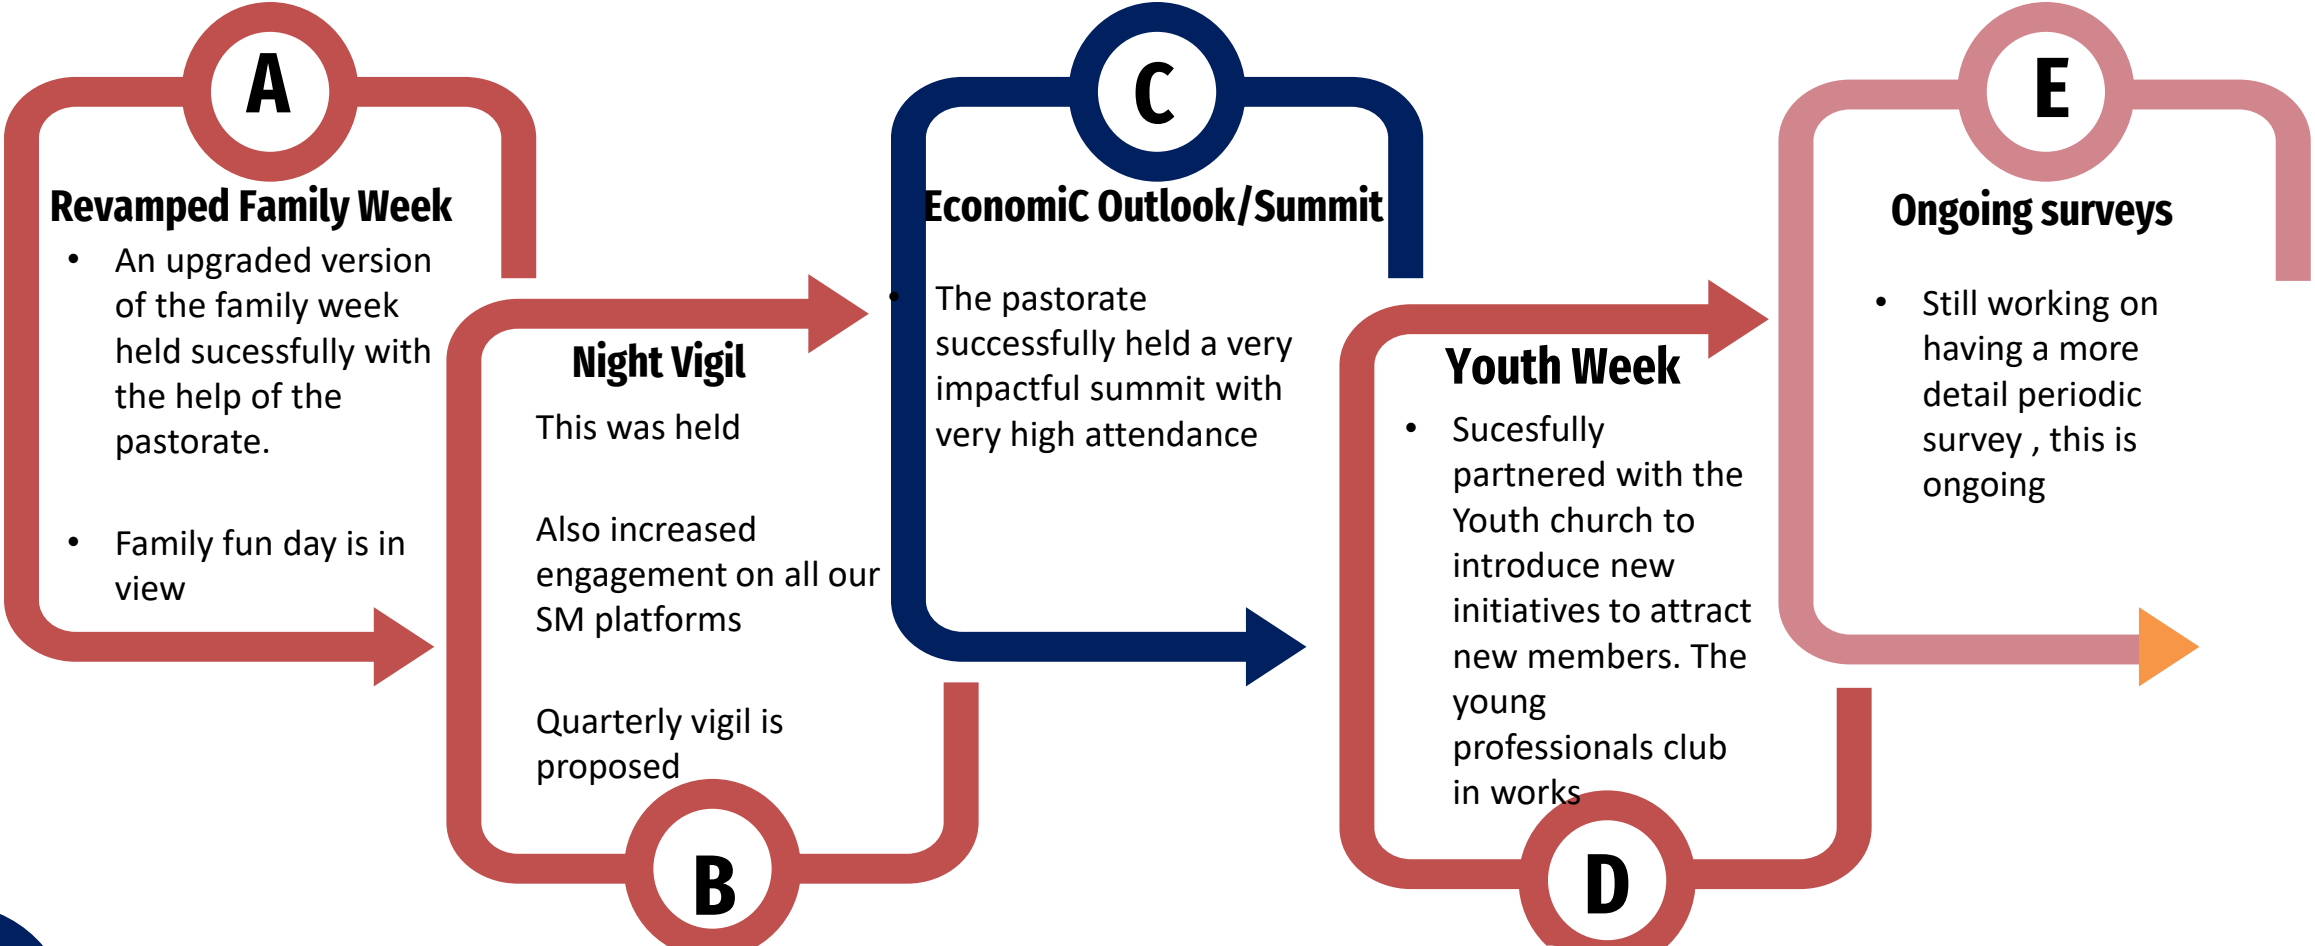 A
Revamped Family Week
• An upgraded version
of the family week
held sucessfully with
the help of the
pastorate.
• Family fun day is in
view
Night Vigil
This was held
Also increased
engagement on all our
SM platforms
Quarterly vigil is
proposed
B
C
EconomiC Outlook/Summit
• The pastorate
successfully held a very
impactful summit with
very high attendance
Youth Week
• Sucesfully
partnered with the
Youth church to
introduce new
initiatives to attract
new members. The
young
professionals club
in works
D
E
Ongoing surveys
• Still working on
having a more
detail periodic
survey , this is
ongoing